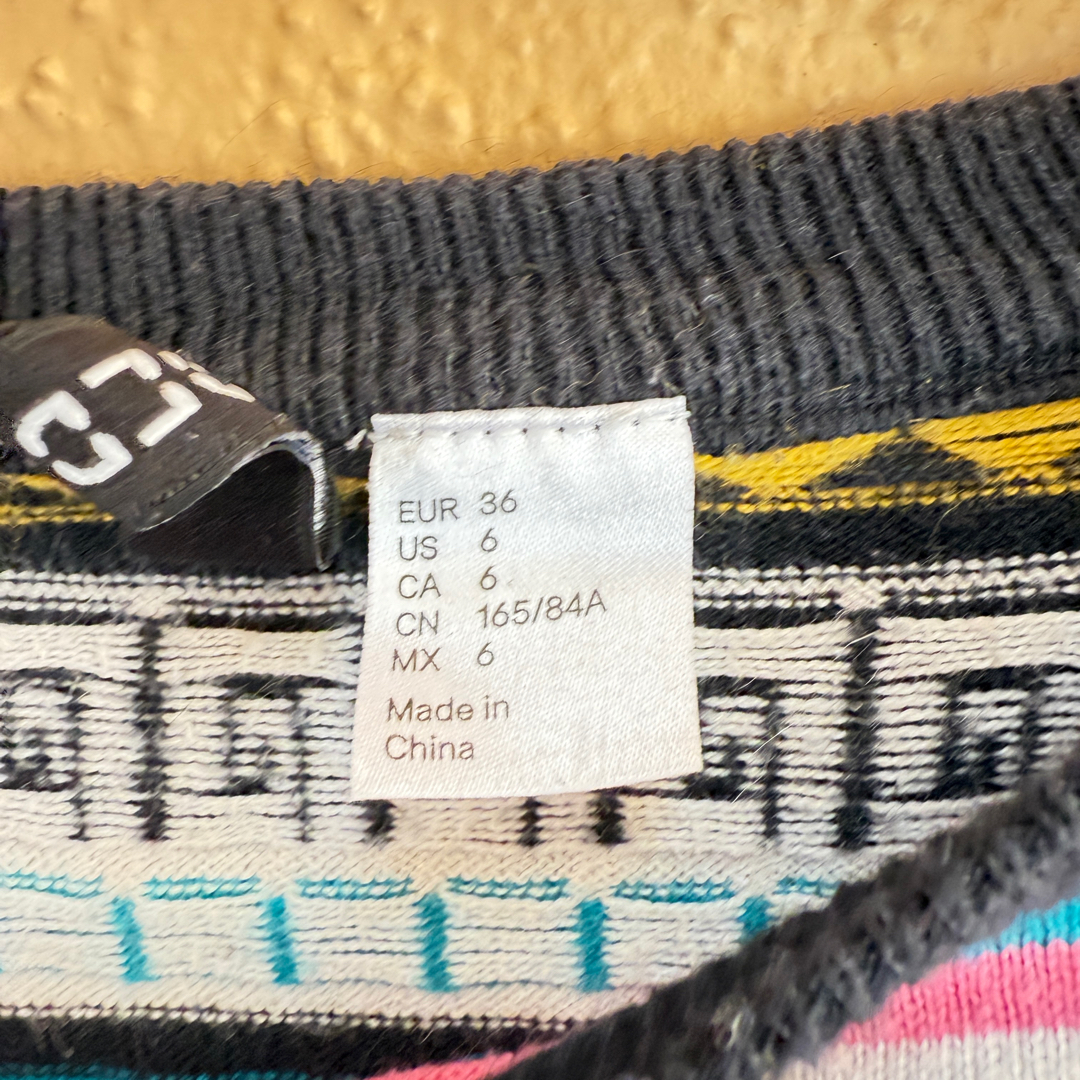 EUR 36
US 6
CA 6
CN 165/84A
MX 6
Made in
China